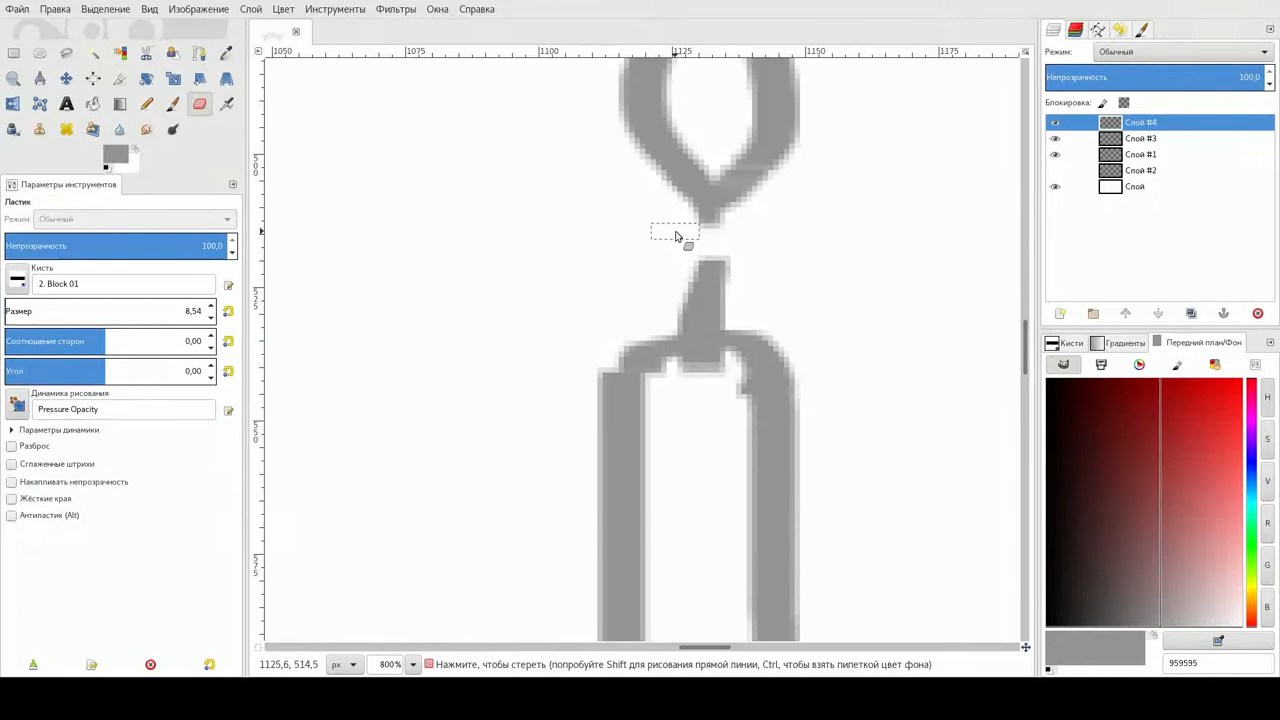 Файл Правка Выделение Вид Изображение Слой Цвет Инструменты Фильтры Окна Справка
1050 1075 1100 1125 1150 1175
Режим: Обычный
Непрозрачность 100,0
Блокировка:
Слой #4
Слой #3
Слой #1
Слой #2
Слой
Параметры инструментов
Ластик
Режим: Обычный
Непрозрачность 100,0
Кисть
2. Block 01
Размер 8,54
Соотношение сторон 0,00
Угол 0,00
Динамика рисования
Pressure Opacity
Параметры динамики
Разброс
Сглаженные штрихи
Накапливать непрозрачность
Жёсткие края
Антиластик (Alt)
500
525
550
575
Кисти Градиенты Передний план/Фон
H
S
V
R
G
B
959595
1125,6, 514,5 px 800% Нажмите, чтобы стереть (попробуйте Shift для рисования прямой линии, Ctrl, чтобы взять пипеткой цвет фона)